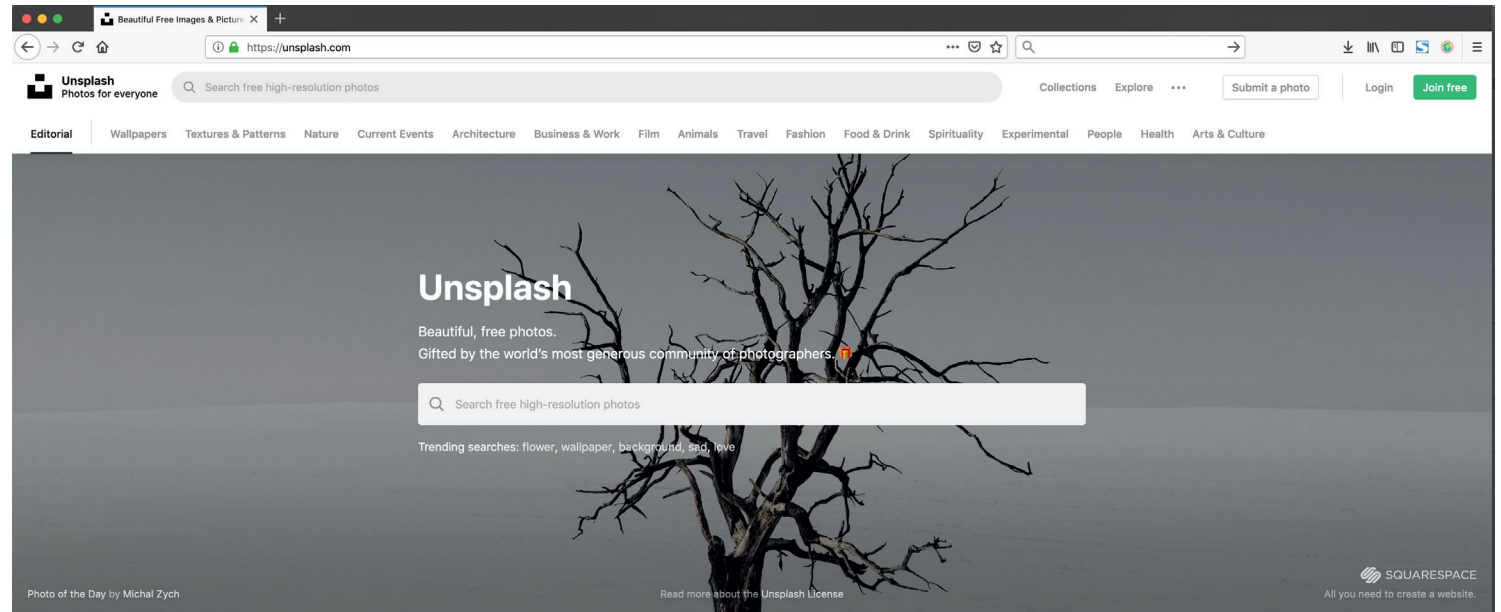 Beautiful Free Images & Picture
https://unsplash.com
Unsplash
Photos for everyone
Search free high-resolution photos
Collections Explore ••• Submit a photo Login Join free
Editorial Wallpapers Textures & Patterns Nature Current Events Architecture Business & Work Film Animals Travel Fashion Food & Drink Spirituality Experimental People Health Arts & Culture
Unsplash
Beautiful, free photos.
Gifted by the world's most generous community of photographers. 🎁
Search free high-resolution photos
Trending searches: flower, wallpaper, background, sad, love
SQUARESPACE
Photo of the Day by Michal Zych Read more about the Unsplash License All you need to create a website.